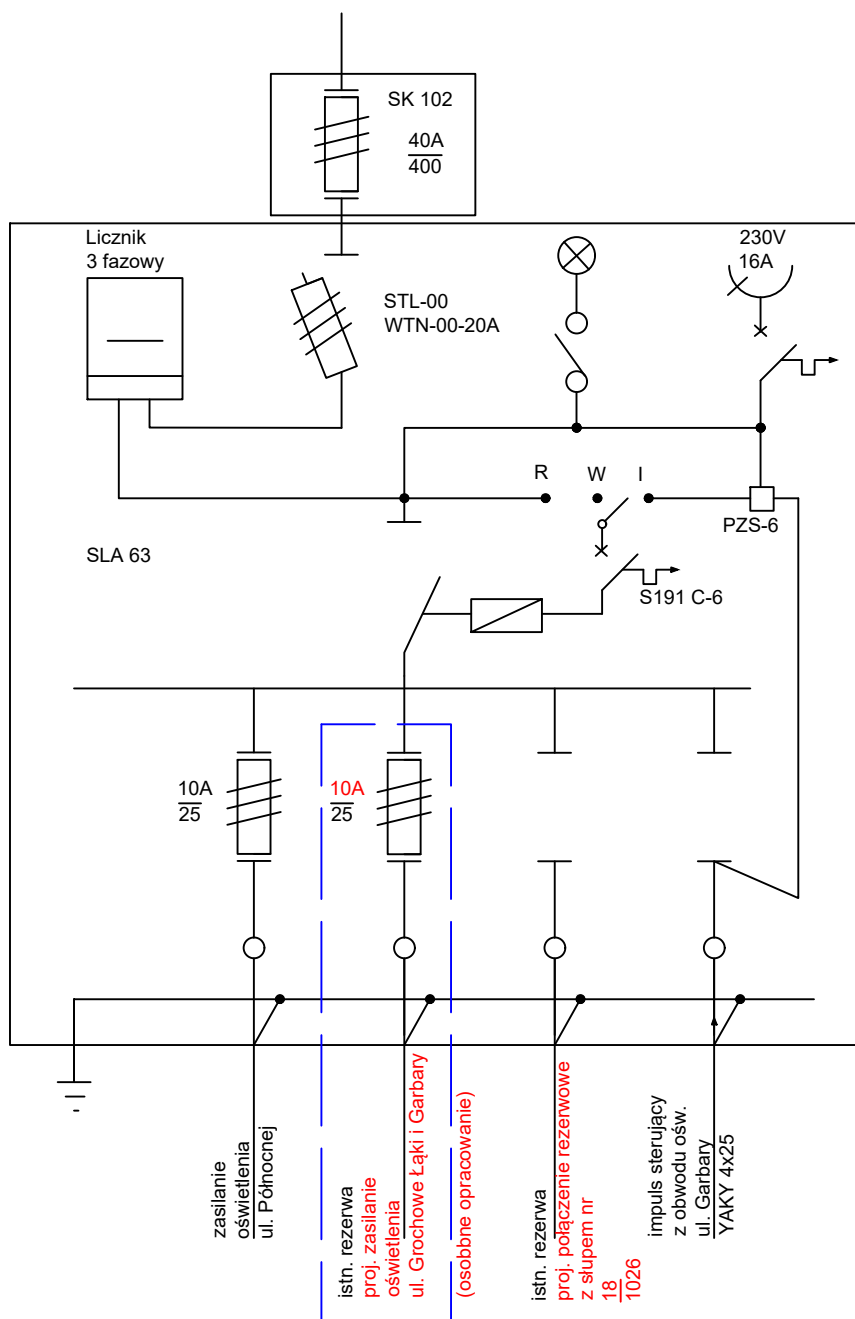 SK 102
40A
400
Licznik
3 fazowy
STL-00
WTN-00-20A
230V
16A
R
W
I
PZS-6
SLA 63
S191 C-6
10A
25
10A
25
zasilanie
oświetlenia
ul. Północnej
istn. rezerwa
proj. zasilanie
oświetlenia
ul. Grochowe Łąki i Garbary
(osobbne opracowanie)
istn. rezerwa
proj. połączenie rezerwowe
z słupem nr
18
1026
impuls sterujący
z obwodu ośw.
ul. Garbary
YAKY 4x25